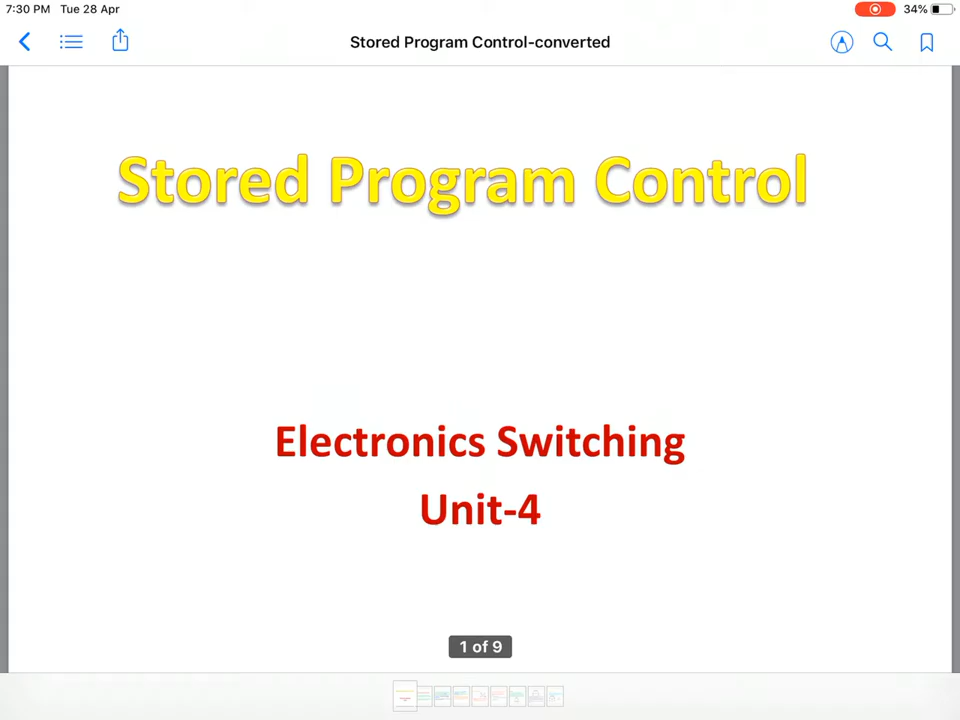 7:30 PM Tue 28 Apr 34%
Stored Program Control-converted
Stored Program Control
Electronics Switching
Unit-4
1 of 9